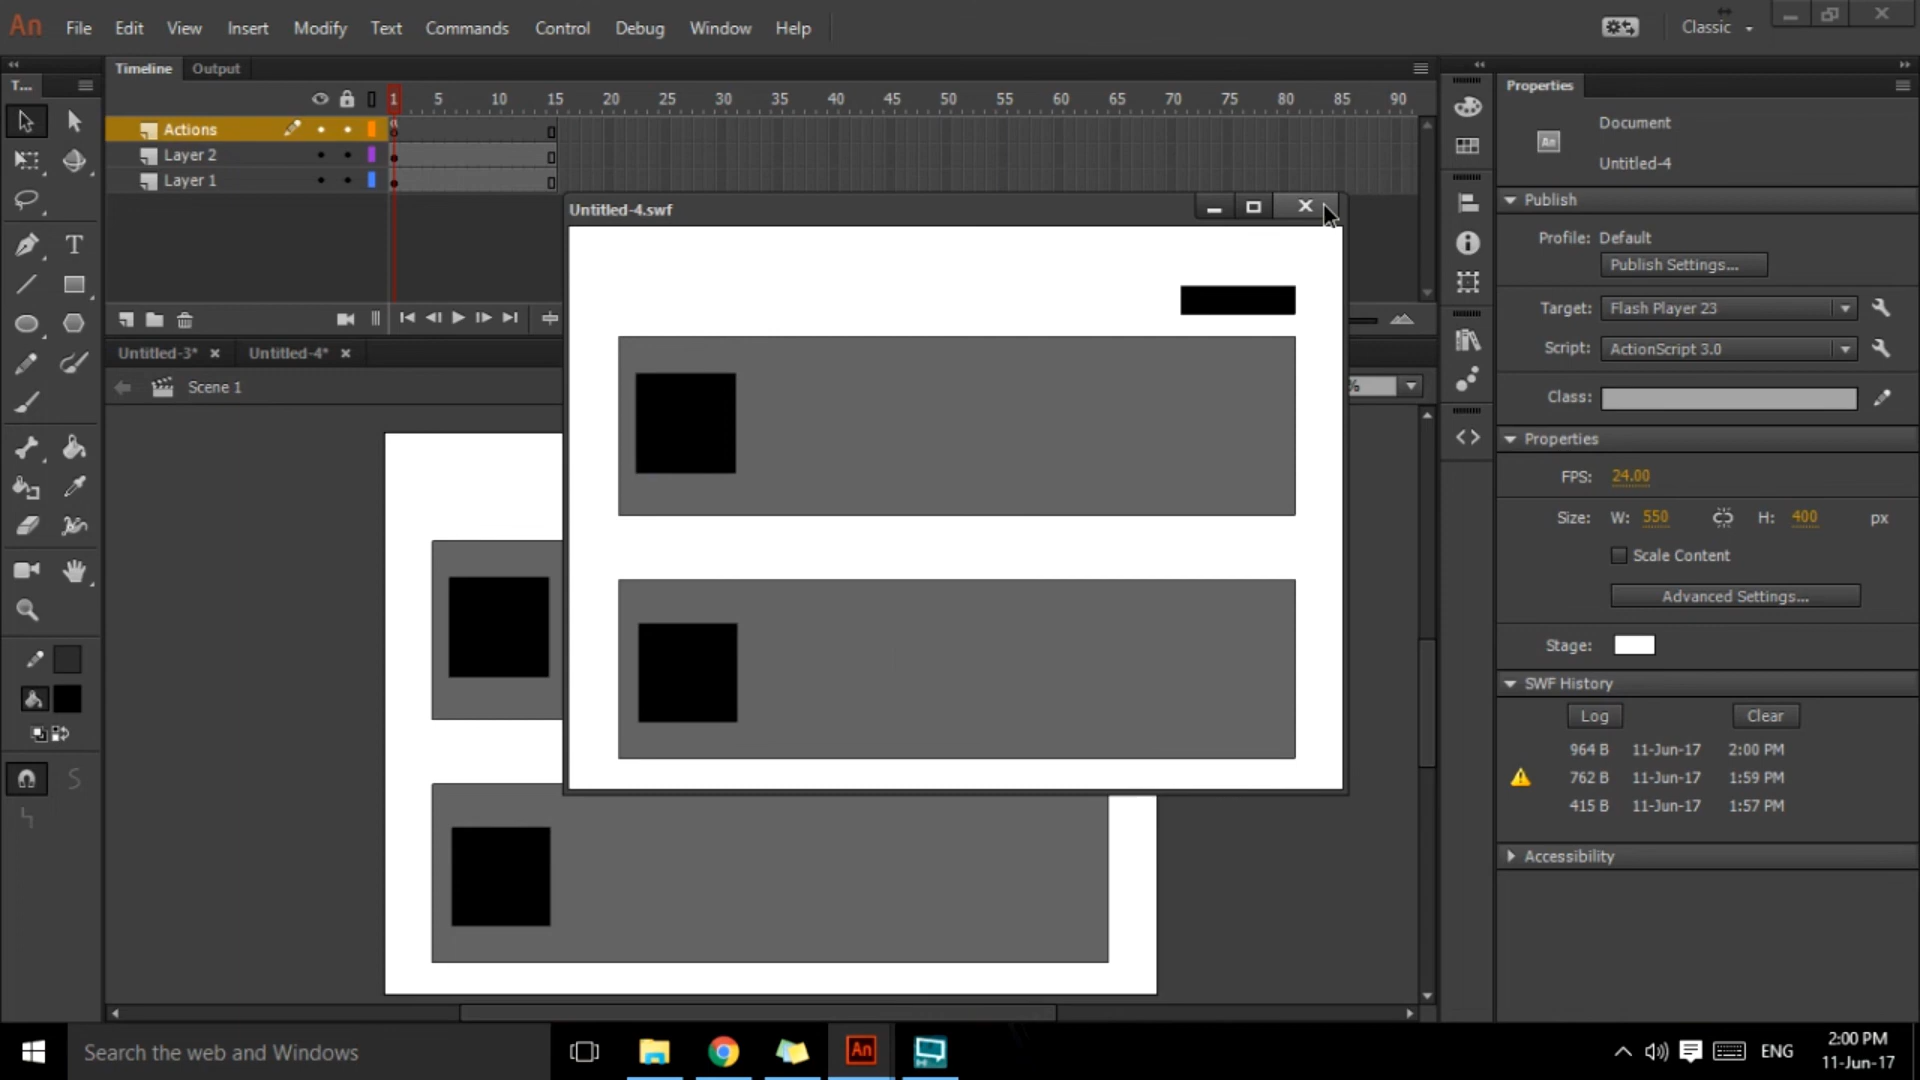 An File Edit View Insert Modify Text Commands Control Debug Window Help Classic
Timeline Output
T...
1 5 10 15 20 25 30 35 40 45 50 55 60 65 70 75 80 85 90
Actions
Layer 2
Layer 1
Untitled-4.swf
Untitled-3* Untitled-4*
Scene 1
%
Properties
An
Document
Untitled-4
Publish
Profile: Default
Publish Settings...
Target: Flash Player 23
Script: ActionScript 3.0
Class:
Properties
FPS: 24.00
Size: W: 550 H: 400 px
Scale Content
Advanced Settings...
Stage:
SWF History
Log Clear
964 B 11-Jun-17 2:00 PM
762 B 11-Jun-17 1:59 PM
415 B 11-Jun-17 1:57 PM
Accessibility
Search the web and Windows
An
ENG
2:00 PM
11-Jun-17